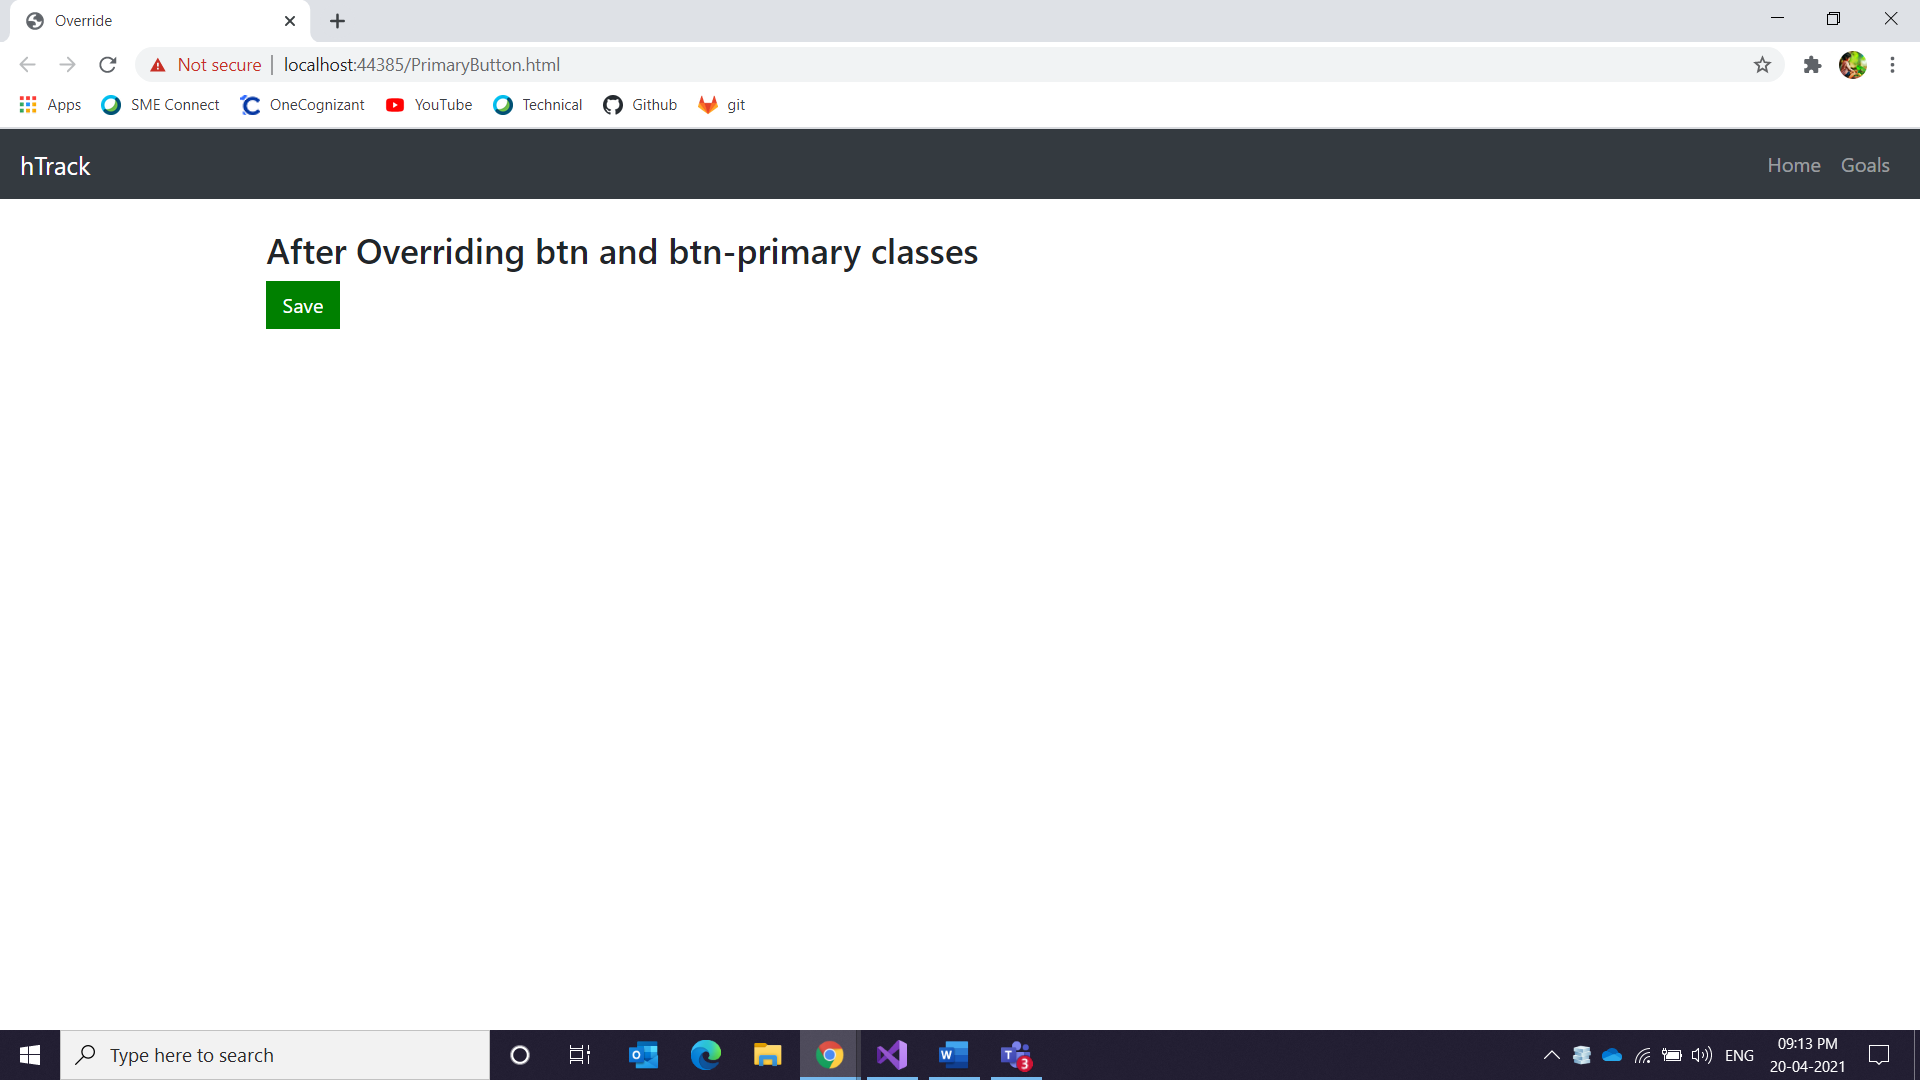 Override
Not secure | localhost:44385/PrimaryButton.html
Apps SME Connect OneCognizant YouTube Technical Github git
hTrack Home Goals
After Overriding btn and btn-primary classes
Save
Type here to search
ENG
09:13 PM
20-04-2021
3